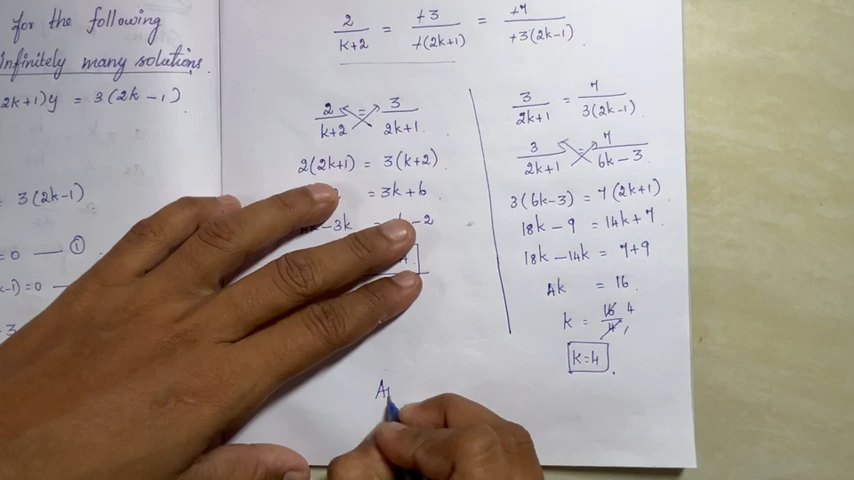 for the following
infinitely many solutions.
2k+1)y = 3(2k-1)
= 3(2k-1)
=0 — ①
k-1)=0 —
3
2/(k+2) = +3/+(2k+1) = +7/+3(2k-1)
2/(k+2) = 3/(2k+1)
2(2k+1) = 3(k+2)
= 3k+6
-3k = -2
3/(2k+1) = 7/3(2k-1)
3/(2k+1) = 7/(6k-3)
3(6k-3) = 7(2k+1)
18k-9 = 14k+7
18k-14k = 7+9
4k = 16
k = 16/4 4
k=4